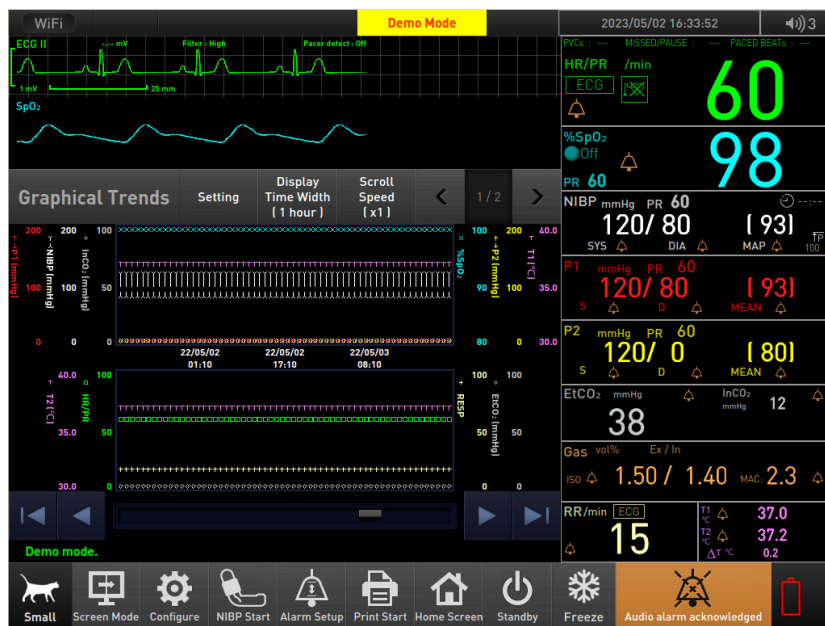 WiFi
Demo Mode
2023/05/02 16:33:52
3
ECG II
-.-- mV
Filter : High
Pacer detect : Off
1 mV
25 mm
SpO₂
PVCs : ---
MISSED/PAUSE : ---
PACED BEATs : ---
HR/PR /min
ECG
60
%SpO₂
Off
PR 60
98
Graphical Trends
Setting
Display
Time Width
( 1 hour )
Scroll
Speed
( x1 )
<
1 / 2
>
NIBP mmHg PR 60
--:--
120/ 80
( 93)
SYS
DIA
MAP
TP
100
P1 mmHg PR 60
120/ 80
( 93)
S
D
MEAN
P2 mmHg PR 60
120/ 0
( 80)
S
D
MEAN
EtCO₂ mmHg
38
InCO₂
mmHg
12
Gas vol% Ex / In
ISO 1.50 / 1.40 MAC: 2.3
RR/min ECG
15
T1
°C
37.0
T2
°C
37.2
ΔT °C
0.2
200 200 100
P1 (mmHg)
NIBP (mmHg)
InCO₂ (mmHg)
100 100 50
0 0 0
100 200 40.0
%SpO₂
P2 (mmHg)
T1 (°C)
90 100 35.0
80 0 30.0
22/05/02
01:10
22/05/02
17:10
22/05/03
08:10
40.0 100
T2 (°C)
HR/PR
35.0 50
30.0 0
100 100
RESP
EtCO₂ (mmHg)
50 50
0 0
Demo mode.
Small
Screen Mode
Configure
NIBP Start
Alarm Setup
Print Start
Home Screen
Standby
Freeze
Audio alarm acknowledged